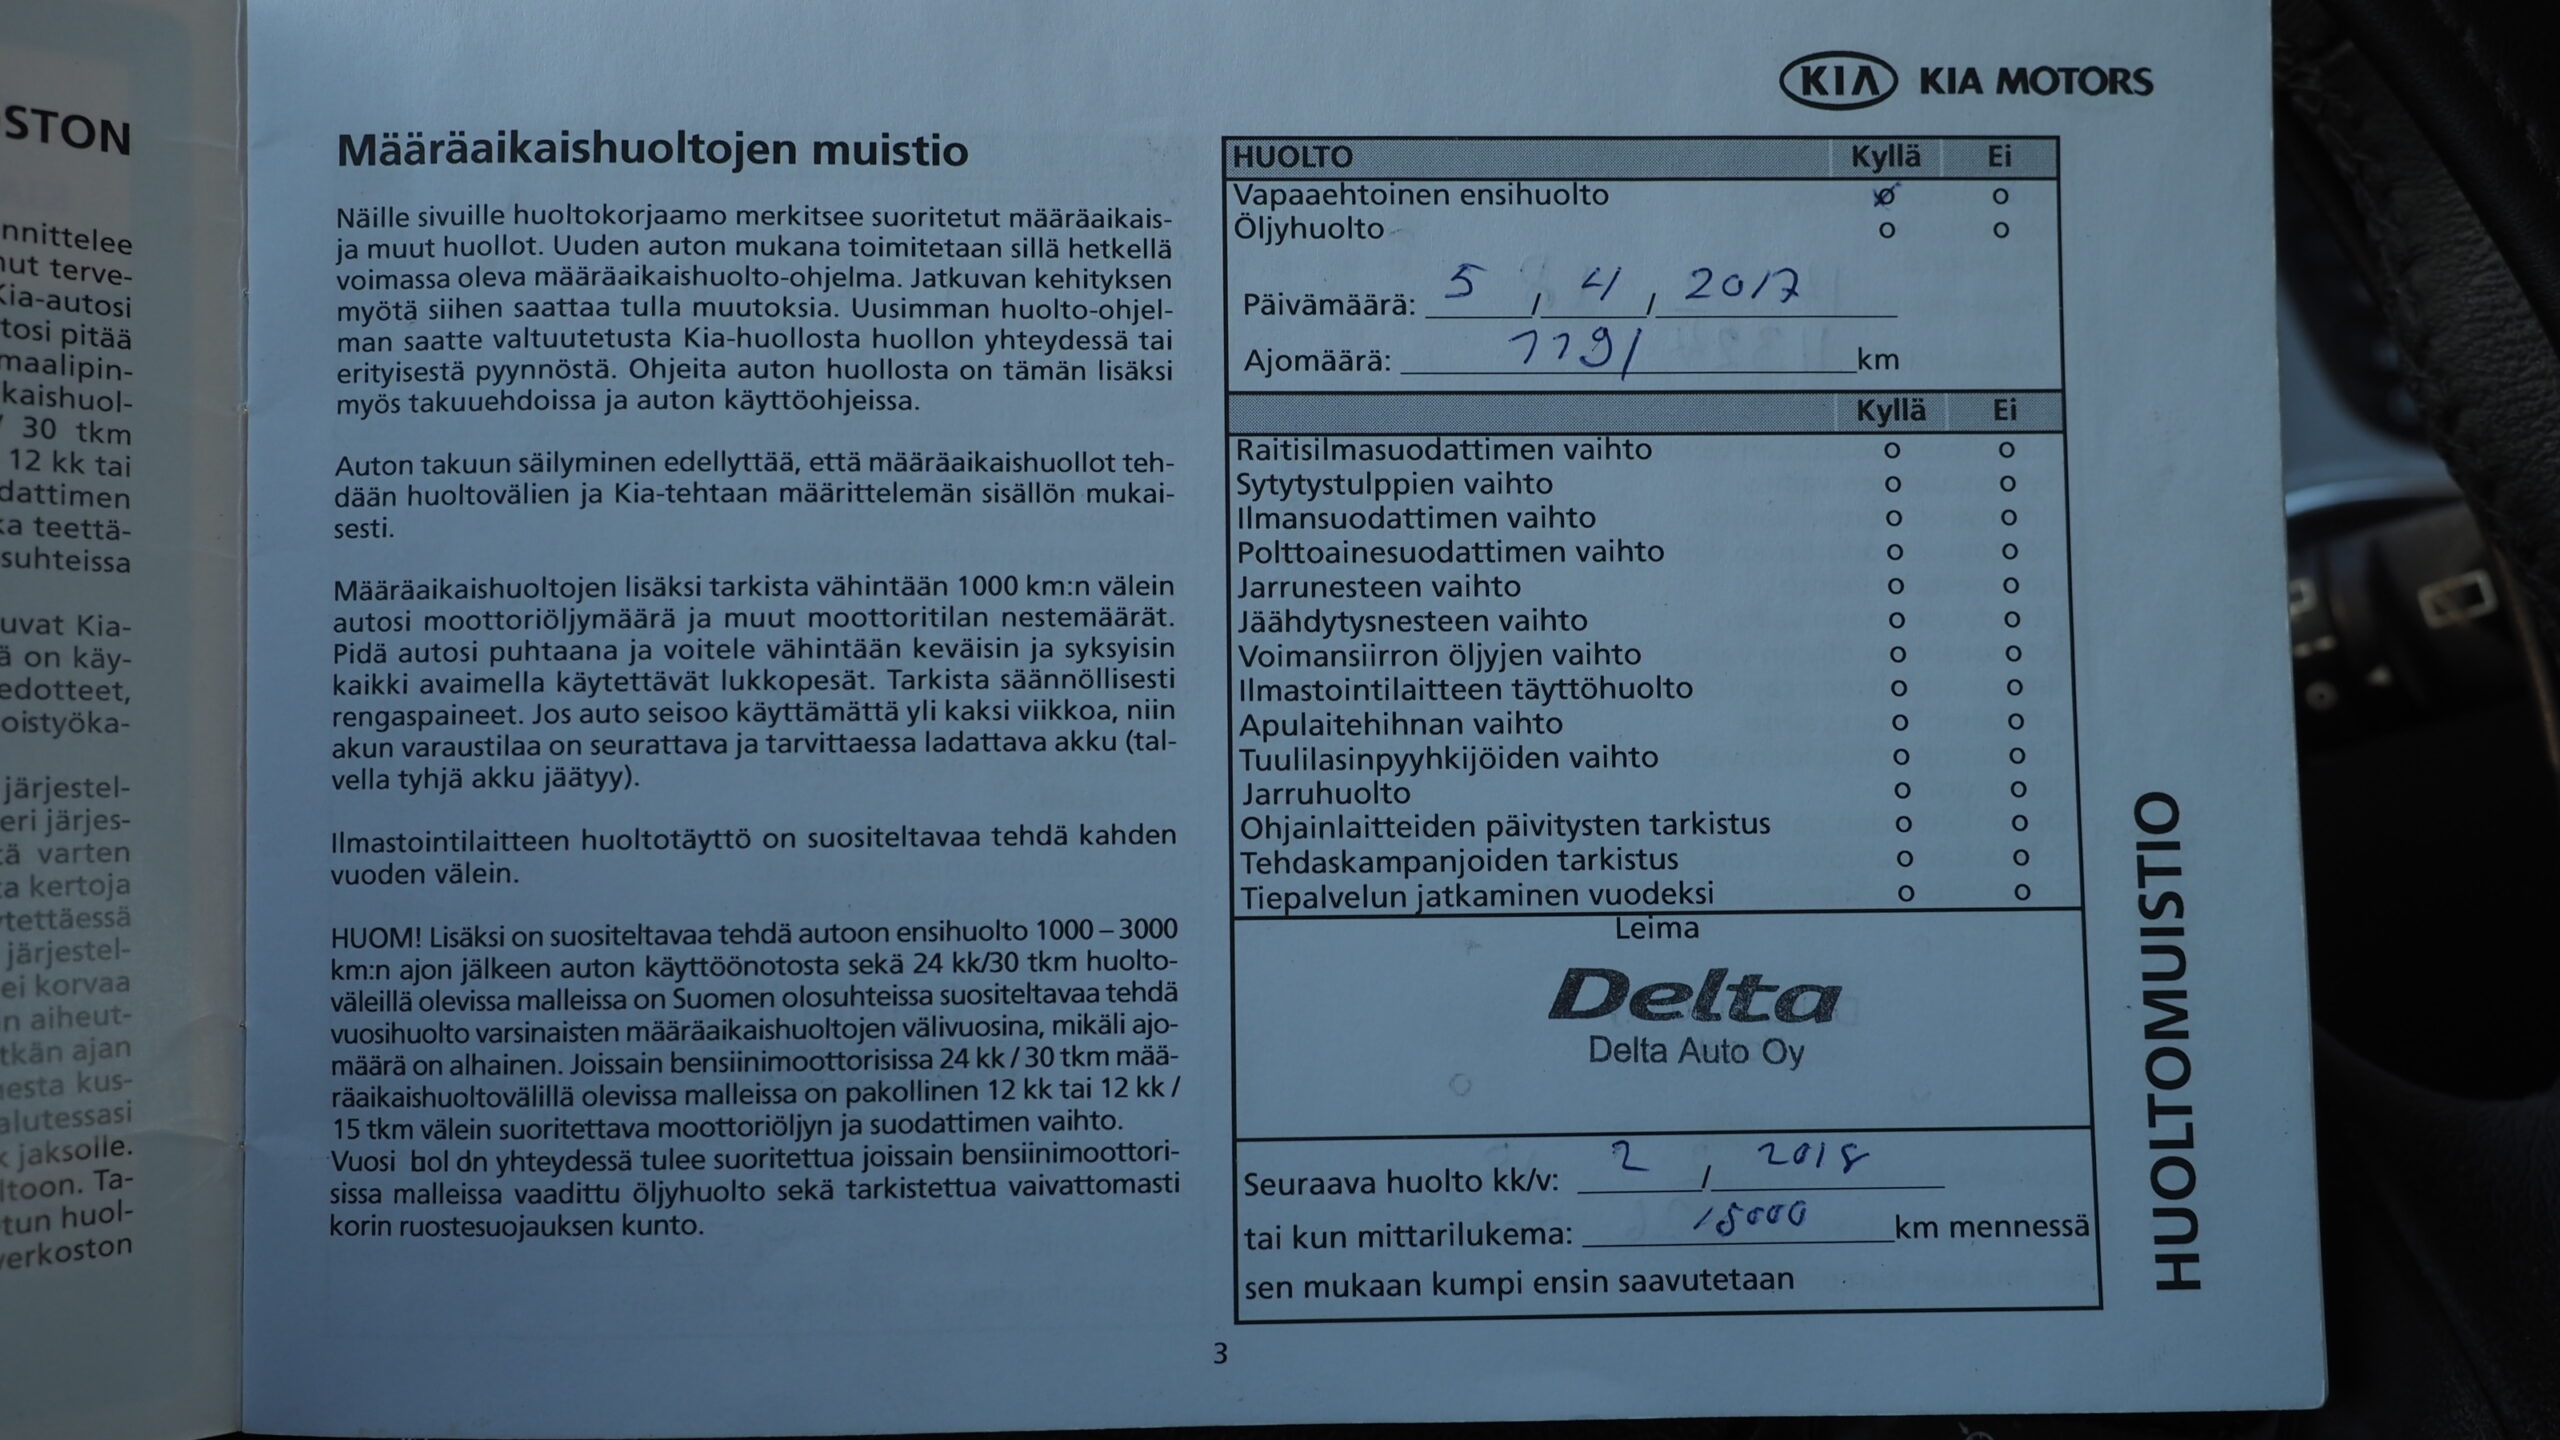 STON
nnittelee
nut terve-
Kia-autosi
tosi pitää
maalipin-
kaishuol-
/ 30 tkm
12 kk tai
dattimen
ka teettä-
suhteissa
uvat Kia-
ä on käy-
edotteet,
oistyöka-
järjestel-
eri järjes-
tä varten
ta kertoja
ytettäessä
järjestel-
ei korvaa
n aiheut-
tkän ajan
nesta kus-
alutessasi
k jaksolle.
ltoon. Ta-
tun huol-
verkoston
Määräaikaishuoltojen muistio
Näille sivuille huoltokorjaamo merkitsee suoritetut määräaikais-
ja muut huollot. Uuden auton mukana toimitetaan sillä hetkellä
voimassa oleva määräaikaishuolto-ohjelma. Jatkuvan kehityksen
myötä siihen saattaa tulla muutoksia. Uusimman huolto-ohjel-
man saatte valtuutetusta Kia-huollosta huollon yhteydessä tai
erityisestä pyynnöstä. Ohjeita auton huollosta on tämän lisäksi
myös takuuehdoissa ja auton käyttöohjeissa.
Auton takuun säilyminen edellyttää, että määräaikaishuollot teh-
dään huoltovälien ja Kia-tehtaan määrittelemän sisällön mukai-
sesti.
Määräaikaishuoltojen lisäksi tarkista vähintään 1000 km:n välein
autosi moottoriöljymäärä ja muut moottoritilan nestemäärät.
Pidä autosi puhtaana ja voitele vähintään keväisin ja syksyisin
kaikki avaimella käytettävät lukkopesät. Tarkista säännöllisesti
rengaspaineet. Jos auto seisoo käyttämättä yli kaksi viikkoa, niin
akun varaustilaa on seurattava ja tarvittaessa ladattava akku (tal-
vella tyhjä akku jäätyy).
Ilmastointilaitteen huoltotäyttö on suositeltavaa tehdä kahden
vuoden välein.
HUOM! Lisäksi on suositeltavaa tehdä autoon ensihuolto 1000 – 3000
km:n ajon jälkeen auton käyttöönotosta sekä 24 kk/30 tkm huolto-
väleillä olevissa malleissa on Suomen olosuhteissa suositeltavaa tehdä
vuosihuolto varsinaisten määräaikaishuoltojen välivuosina, mikäli ajo-
määrä on alhainen. Joissain bensiinimoottorisissa 24 kk / 30 tkm mää-
räaikaishuoltovälillä olevissa malleissa on pakollinen 12 kk tai 12 kk /
15 tkm välein suoritettava moottoriöljyn ja suodattimen vaihto.
Vuosi bol dn yhteydessä tulee suoritettua joissain bensiinimoottori-
sissa malleissa vaadittu öljyhuolto sekä tarkistettua vaivattomasti
korin ruostesuojauksen kunto.
KIA KIA MOTORS
HUOLTO Kyllä Ei
Vapaaehtoinen ensihuolto o o
Öljyhuolto o o
Päivämäärä: 5 / 4 / 2017
Ajomäärä: 1191 km
Kyllä Ei
Raitisilmasuodattimen vaihto o o
Sytytystulppien vaihto o o
Ilmansuodattimen vaihto o o
Polttoainesuodattimen vaihto o o
Jarrunesteen vaihto o o
Jäähdytysnesteen vaihto o o
Voimansiirron öljyjen vaihto o o
Ilmastointilaitteen täyttöhuolto o o
Apulaitehihnan vaihto o o
Tuulilasinpyyhkijöiden vaihto o o
Jarruhuolto o o
Ohjainlaitteiden päivitysten tarkistus o o
Tehdaskampanjoiden tarkistus o o
Tiepalvelun jatkaminen vuodeksi o o
Leima
Delta
Delta Auto Oy
Seuraava huolto kk/v: 2 / 2018
tai kun mittarilukema: 15000 km mennessä
sen mukaan kumpi ensin saavutetaan
HUOLTOMUISTIO
3